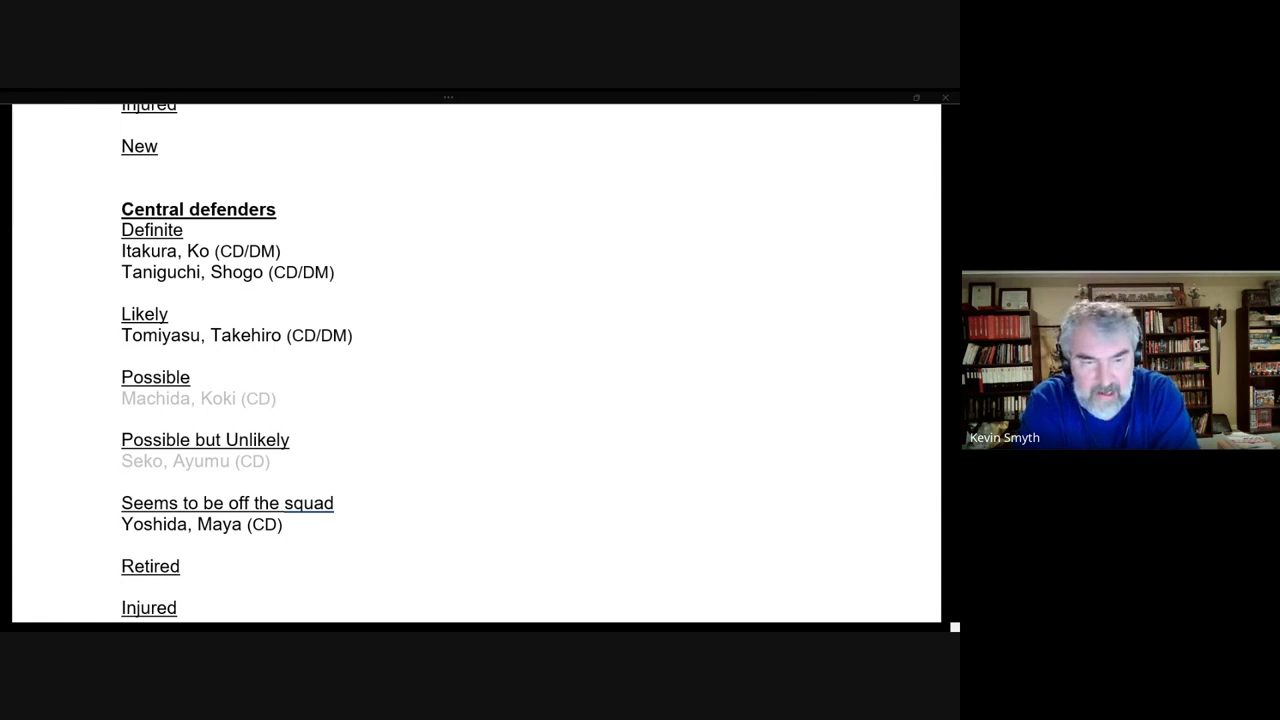 Injured
New
Central defenders
Definite
Itakura, Ko (CD/DM)
Taniguchi, Shogo (CD/DM)
Likely
Tomiyasu, Takehiro (CD/DM)
Possible
Machida, Koki (CD)
Possible but Unlikely
Seko, Ayumu (CD)
Seems to be off the squad
Yoshida, Maya (CD)
Retired
Injured
Kevin Smyth